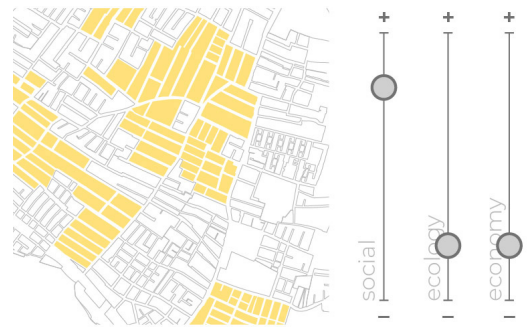 + + +
social
ecology
economy
− − −